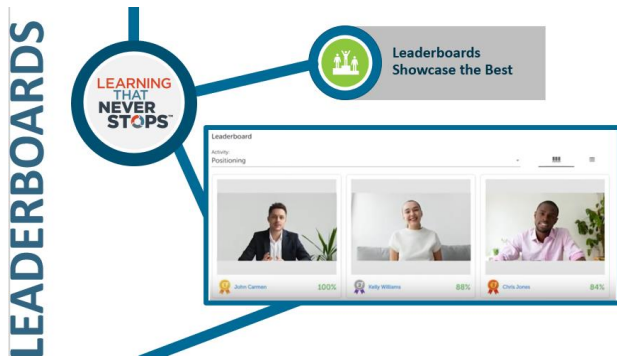 LEADERBOARDS
LEARNING
THAT
NEVER
STOPS™
Leaderboards
Showcase the Best
Leaderboard
Activity:
Positioning
John Carmen 100%
Kelly Williams 88%
Chris Jones 84%